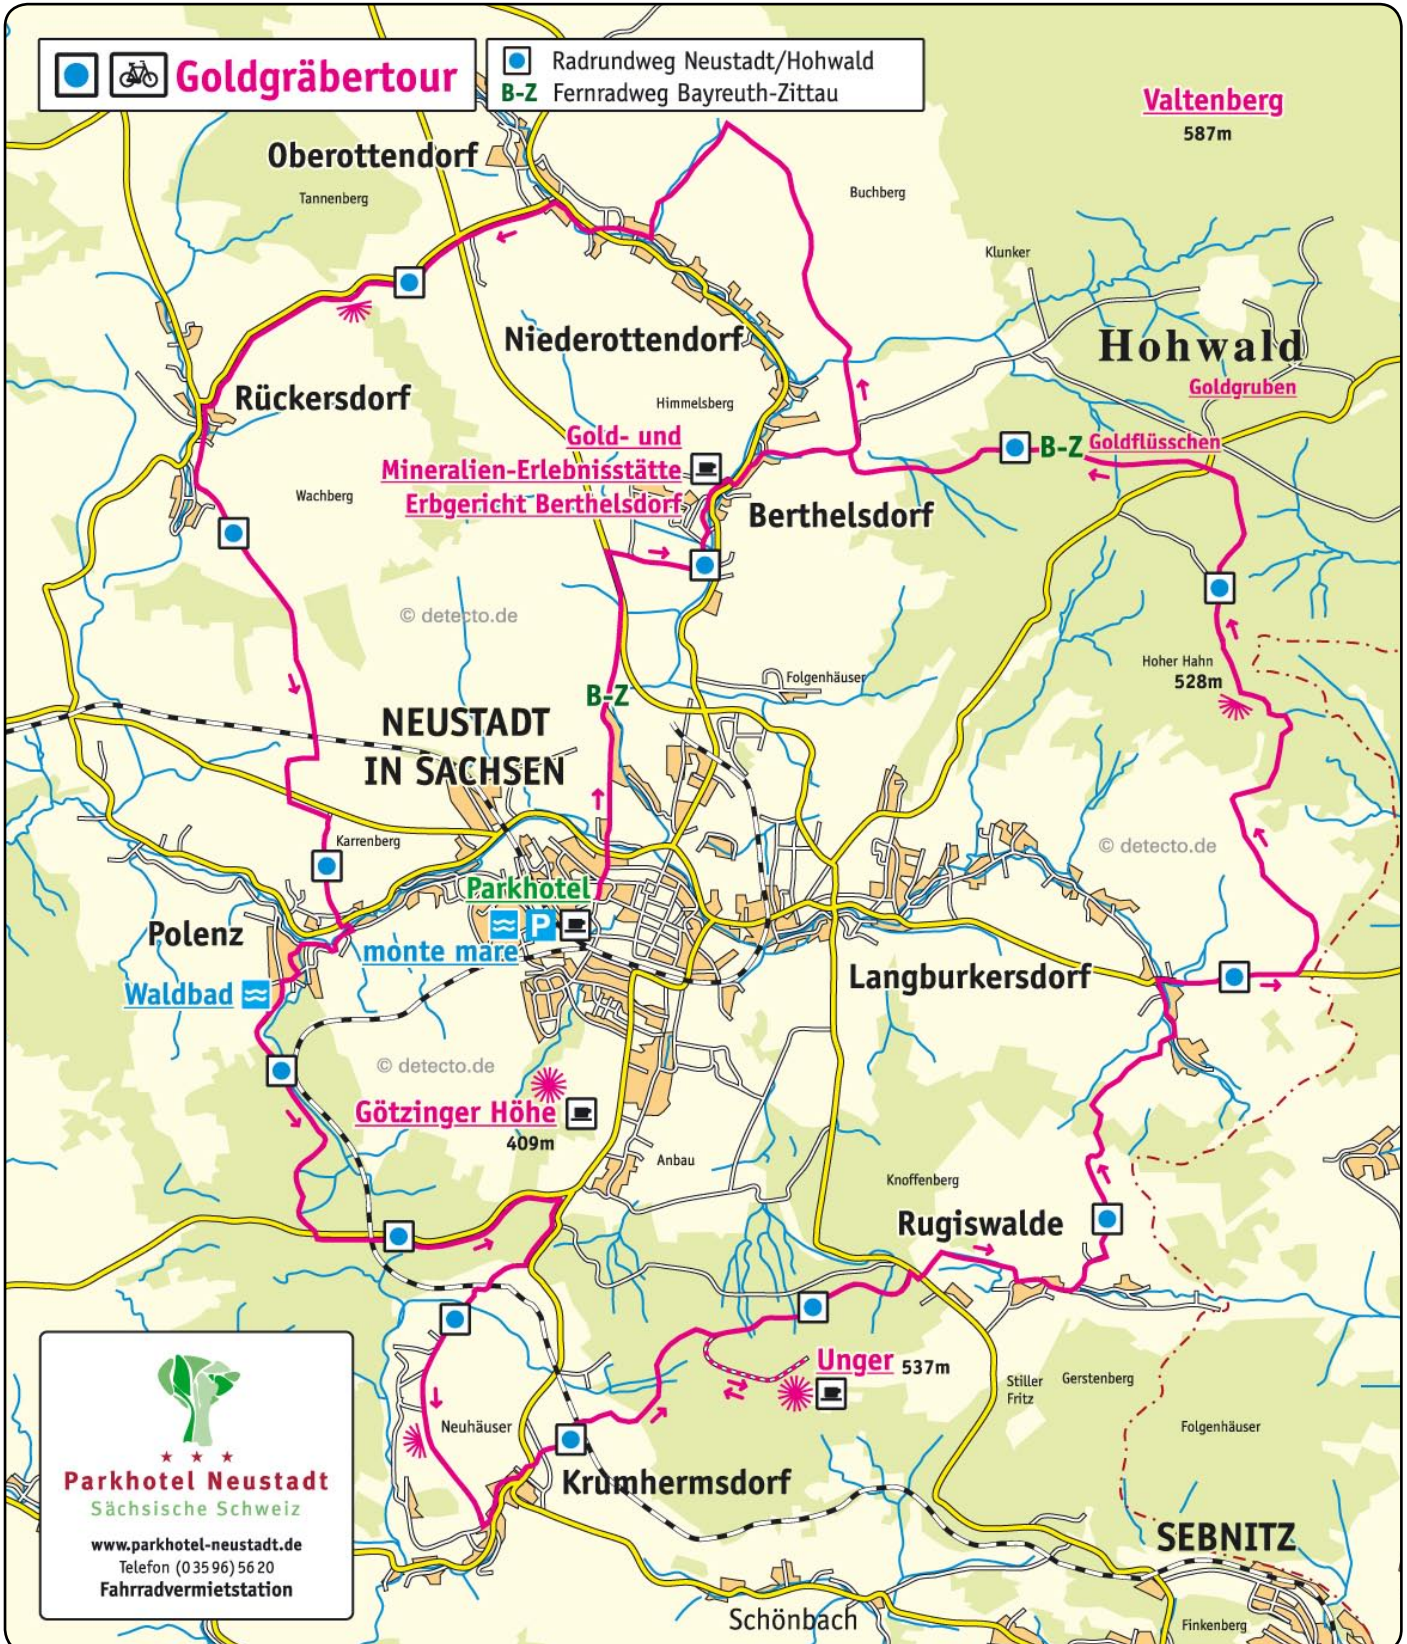 Goldgräbertour
Radrundweg Neustadt/Hohwald
B-Z Fernradweg Bayreuth-Zittau
Valtenberg
587m
Oberottendorf
Tannenberg
Buchberg
Klunker
Niederottendorf
Hohwald
Goldgruben
Rückersdorf
Himmelsberg
Gold- und
Mineralien-Erlebnisstätte
Erbgericht Berthelsdorf
B-Z
Goldflüsschen
Wachberg
Berthelsdorf
© detecto.de
Folgenhäuser
Hoher Hahn
528m
B-Z
NEUSTADT
IN SACHSEN
Karrenberg
© detecto.de
Parkhotel
P
monte mare
Polenz
Waldbad
Langburkersdorf
© detecto.de
Götzinger Höhe
409m
Anbau
Knoffenberg
Rugiswalde
Unger 537m
Stiller
Fritz
Gerstenberg
Neuhäuser
Folgenhäuser
Krumhermsdorf
SEBNITZ
Schönbach
Finkenberg
Parkhotel Neustadt
Sächsische Schweiz
www.parkhotel-neustadt.de
Telefon (03596) 5620
Fahrradvermietstation